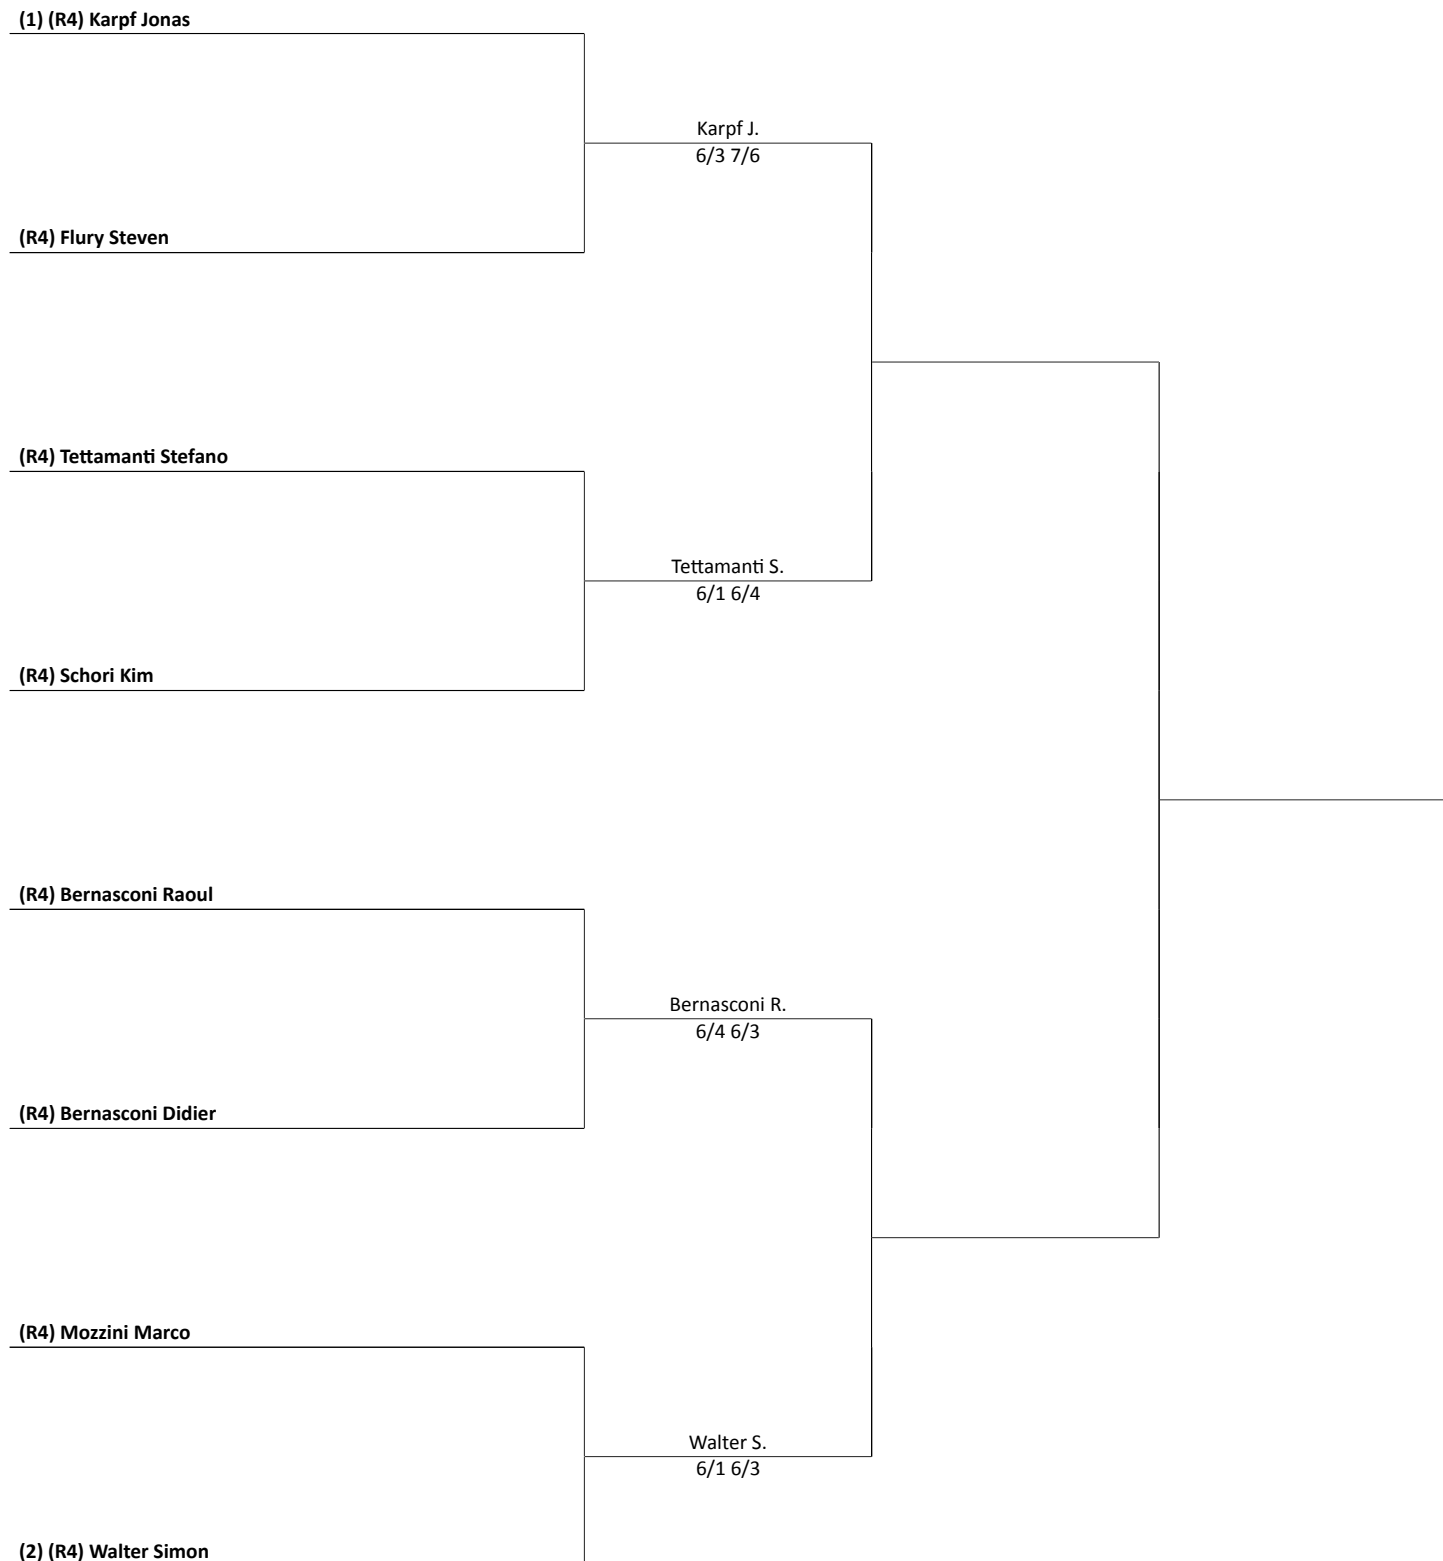 (1) (R4) Karpf Jonas
Karpf J.
6/3 7/6
(R4) Flury Steven
(R4) Tettamanti Stefano
Tettamanti S.
6/1 6/4
(R4) Schori Kim
(R4) Bernasconi Raoul
Bernasconi R.
6/4 6/3
(R4) Bernasconi Didier
(R4) Mozzini Marco
Walter S.
6/1 6/3
(2) (R4) Walter Simon